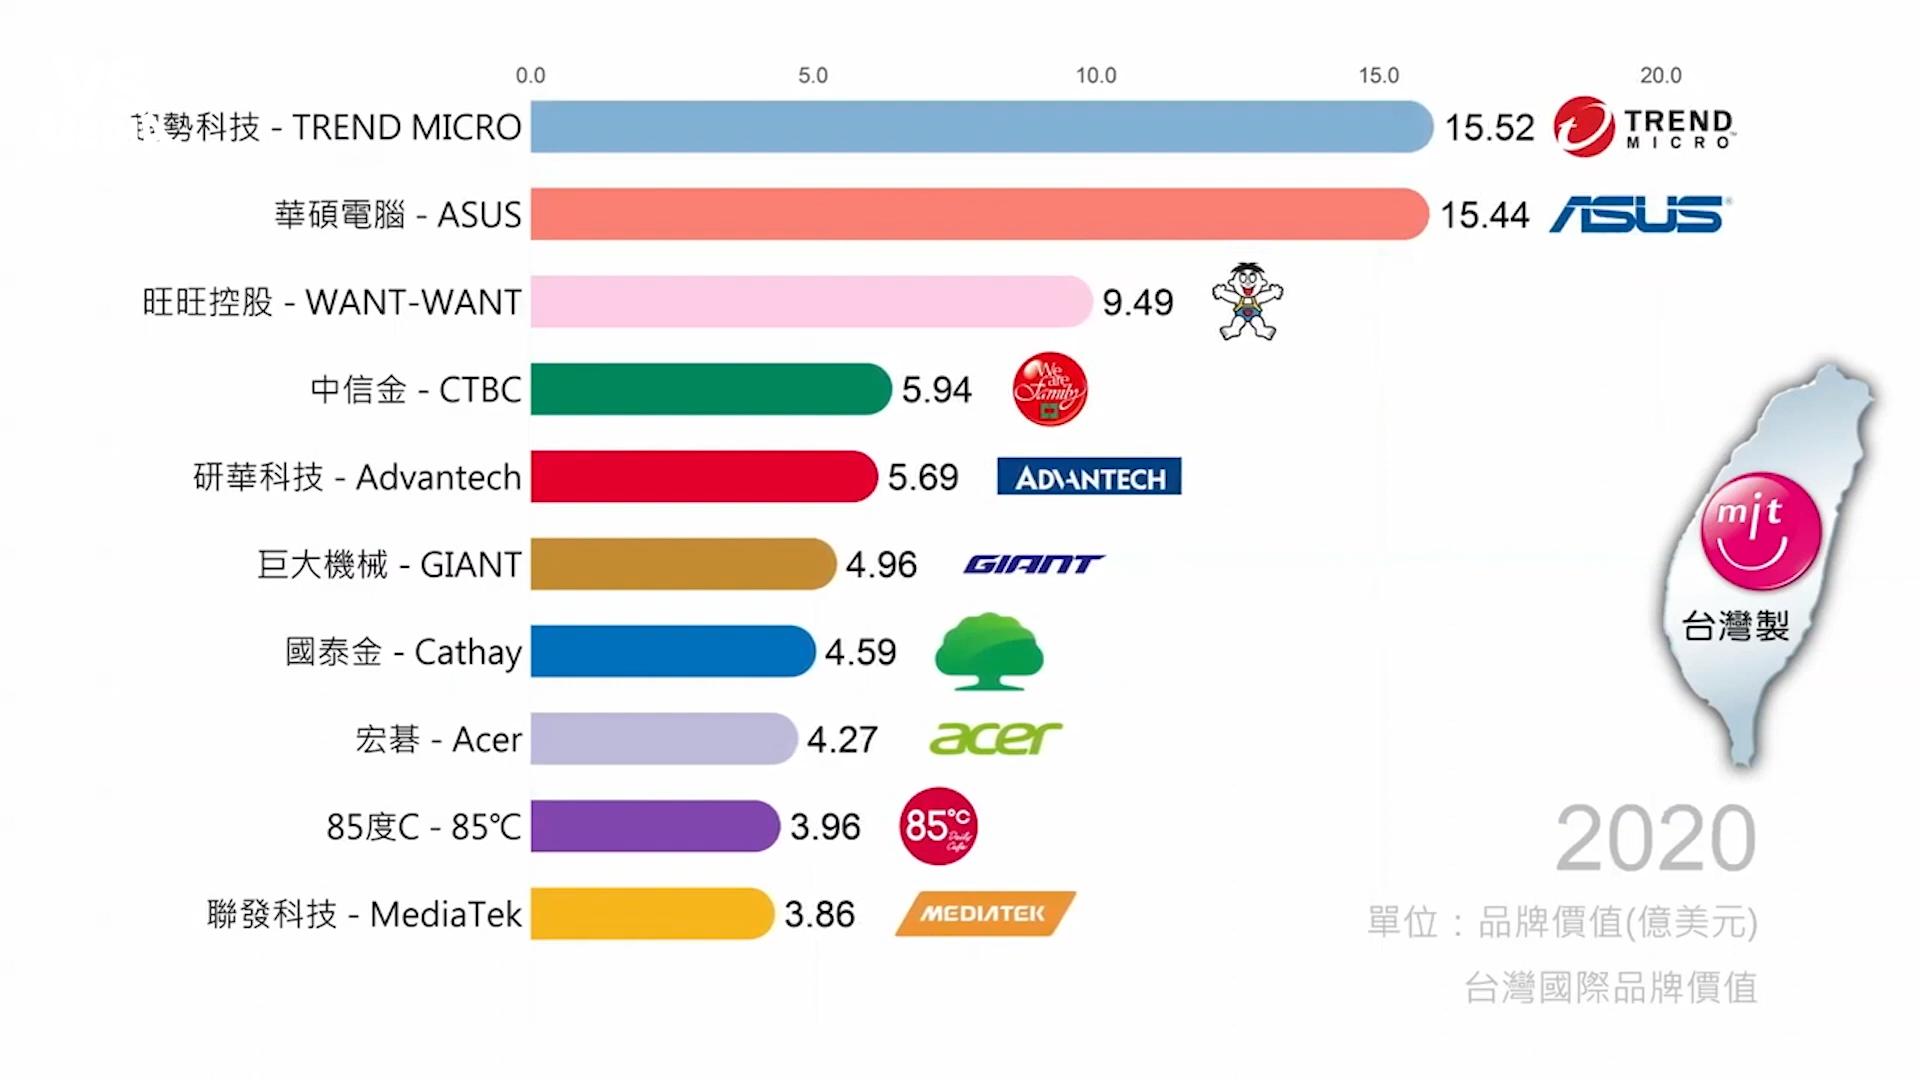 0.0 5.0 10.0 15.0 20.0
勢科技 - TREND MICRO 15.52 TREND MICRO
華碩電腦 - ASUS 15.44 ASUS
旺旺控股 - WANT-WANT 9.49
中信金 - CTBC 5.94 We are Family
研華科技 - Advantech 5.69 ADVANTECH
巨大機械 - GIANT 4.96 GIANT
mit
國泰金 - Cathay 4.59
台灣製
宏碁 - Acer 4.27 acer
85度C - 85℃ 3.96 85℃ Daily Cafe
聯發科技 - MediaTek 3.86 MEDIATEK
2020
單位：品牌價值(億美元)
台灣國際品牌價值